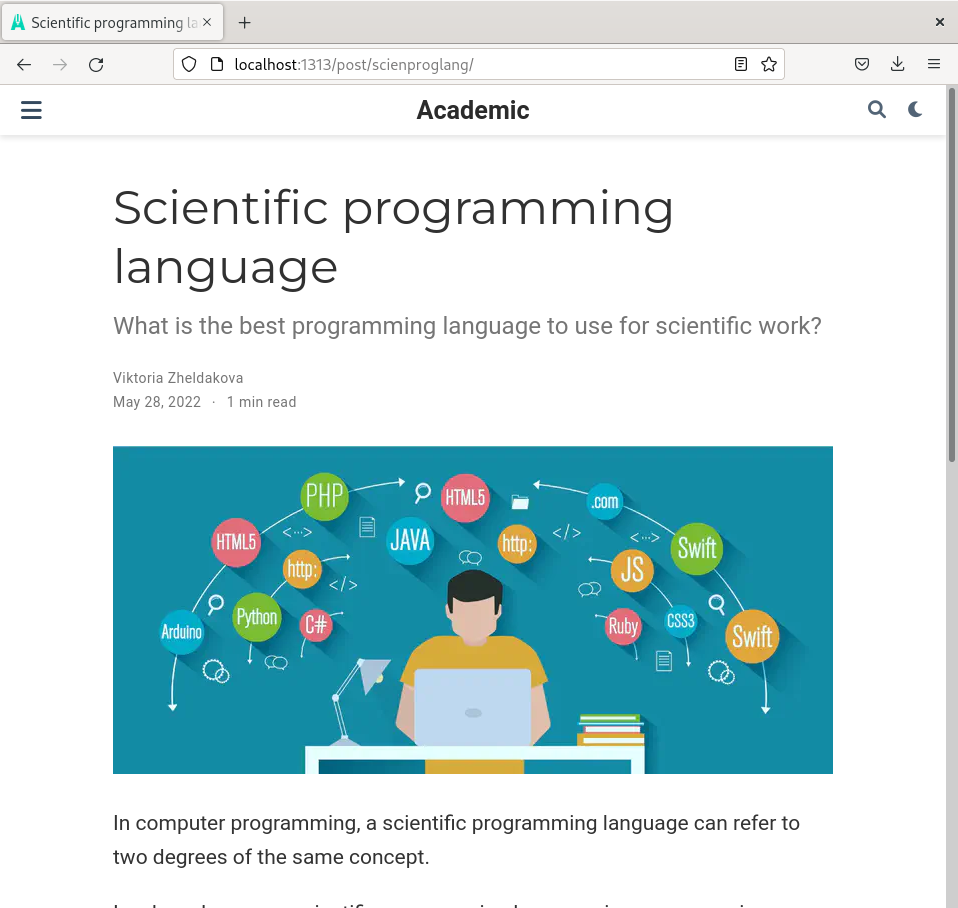 Scientific programming la
localhost:1313/post/scienproglang/
Academic
Scientific programming
language
What is the best programming language to use for scientific work?
Viktoria Zheldakova
May 28, 2022 · 1 min read
PHP
HTML5
.com
HTML5
JAVA
http:
Swift
http:
</>
JS
</>
Python
C#
Ruby
CSS3
Arduino
Swift
In computer programming, a scientific programming language can refer to
two degrees of the same concept.